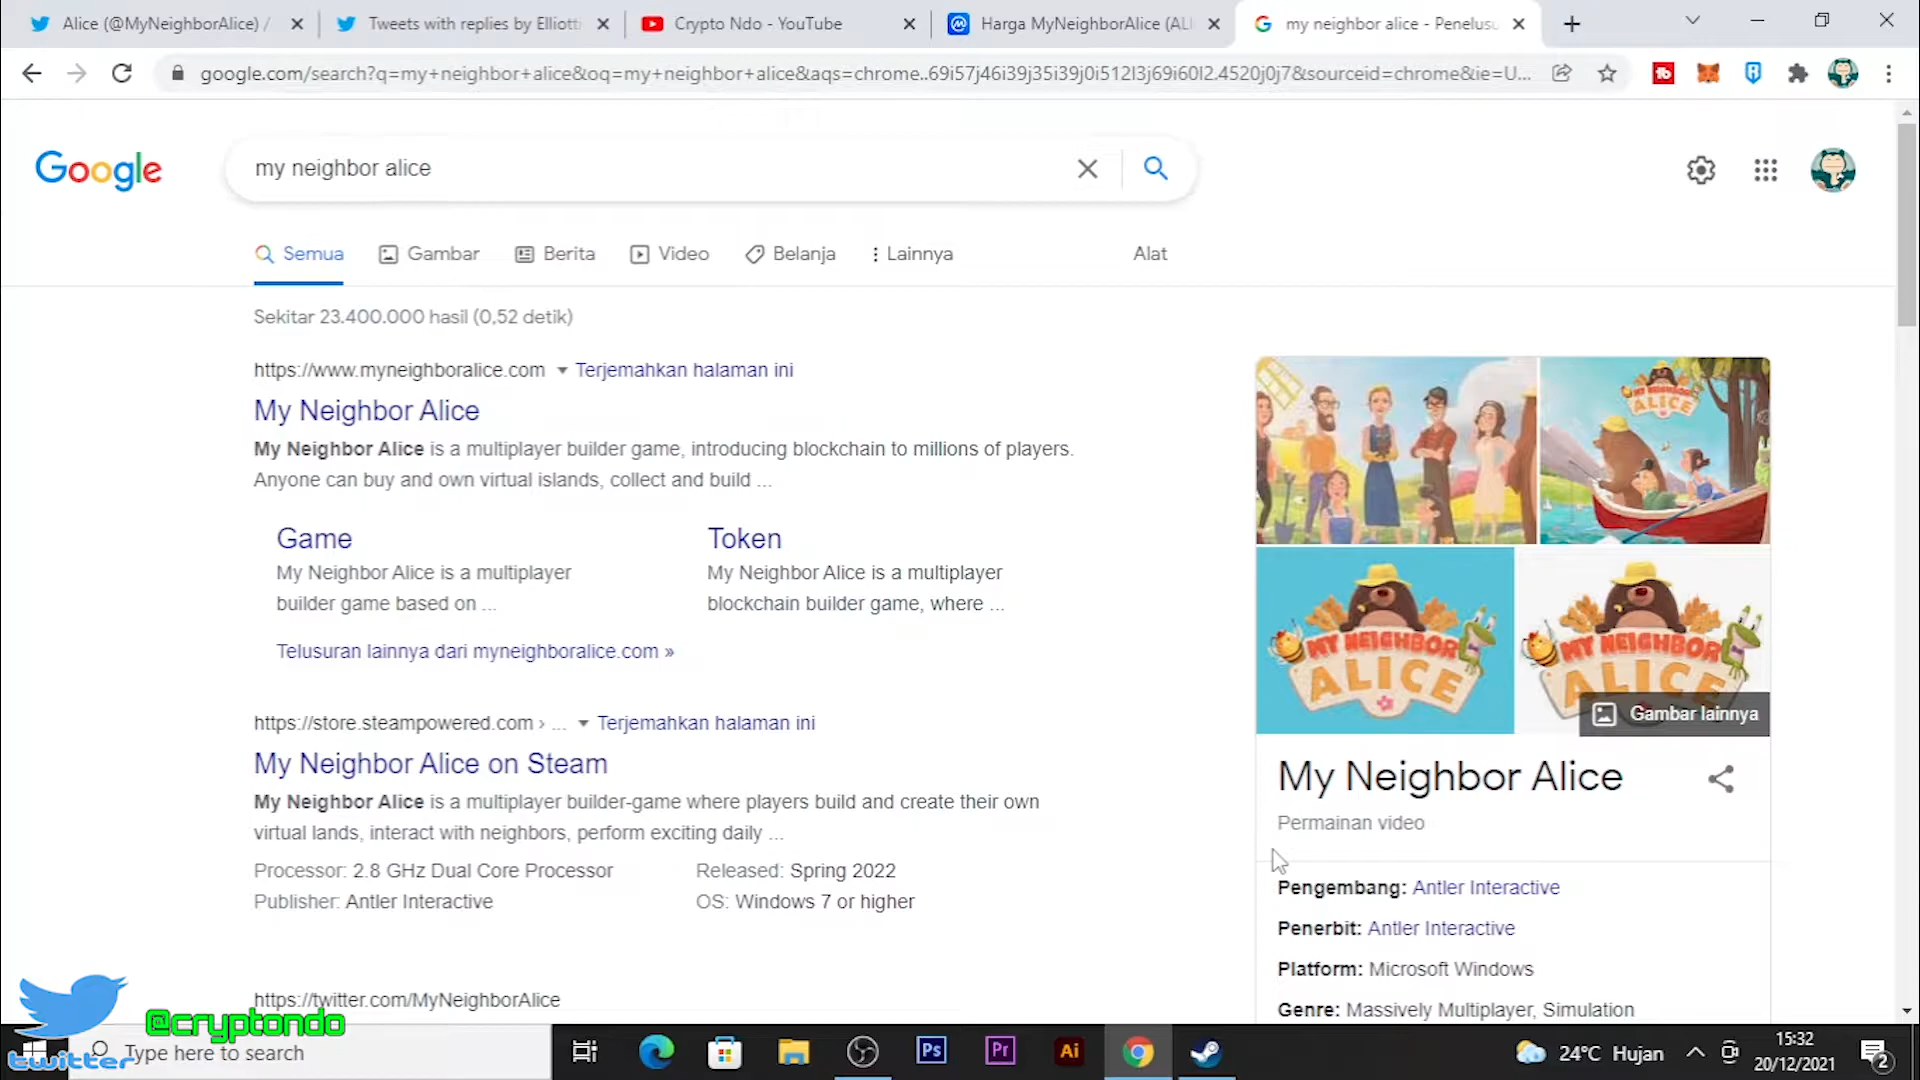 Alice (@MyNeighborAlice) /
Tweets with replies by Elliotti
Crypto Ndo - YouTube
Harga MyNeighborAlice (ALI
my neighbor alice - Penelusu
google.com/search?q=my+neighbor+alice&oq=my+neighbor+alice&aqs=chrome..69i57j46i39j35i39j0i512l3j69i60l2.4520j0j7&sourceid=chrome&ie=U...
Google
my neighbor alice
Semua
Gambar
Berita
Video
Belanja
Lainnya
Alat
Sekitar 23.400.000 hasil (0,52 detik)
https://www.myneighboralice.com Terjemahkan halaman ini
My Neighbor Alice
My Neighbor Alice is a multiplayer builder game, introducing blockchain to millions of players.
Anyone can buy and own virtual islands, collect and build ...
Game
My Neighbor Alice is a multiplayer
builder game based on ...
Token
My Neighbor Alice is a multiplayer
blockchain builder game, where ...
Telusuran lainnya dari myneighboralice.com »
https://store.steampowered.com › ... Terjemahkan halaman ini
My Neighbor Alice on Steam
My Neighbor Alice is a multiplayer builder-game where players build and create their own
virtual lands, interact with neighbors, perform exciting daily ...
Processor: 2.8 GHz Dual Core Processor
Released: Spring 2022
Publisher: Antler Interactive
OS: Windows 7 or higher
https://twitter.com/MyNeighborAlice
MY NEIGHBOR
ALICE
MY NEIGHBOR
ALICE
MY NEIGHBOR
ALICE
Gambar lainnya
My Neighbor Alice
Permainan video
Pengembang: Antler Interactive
Penerbit: Antler Interactive
Platform: Microsoft Windows
Genre: Massively Multiplayer, Simulation
@cryptondo
twitter
Type here to search
Ps
Pr
Ai
24°C Hujan
15:32
20/12/2021
2